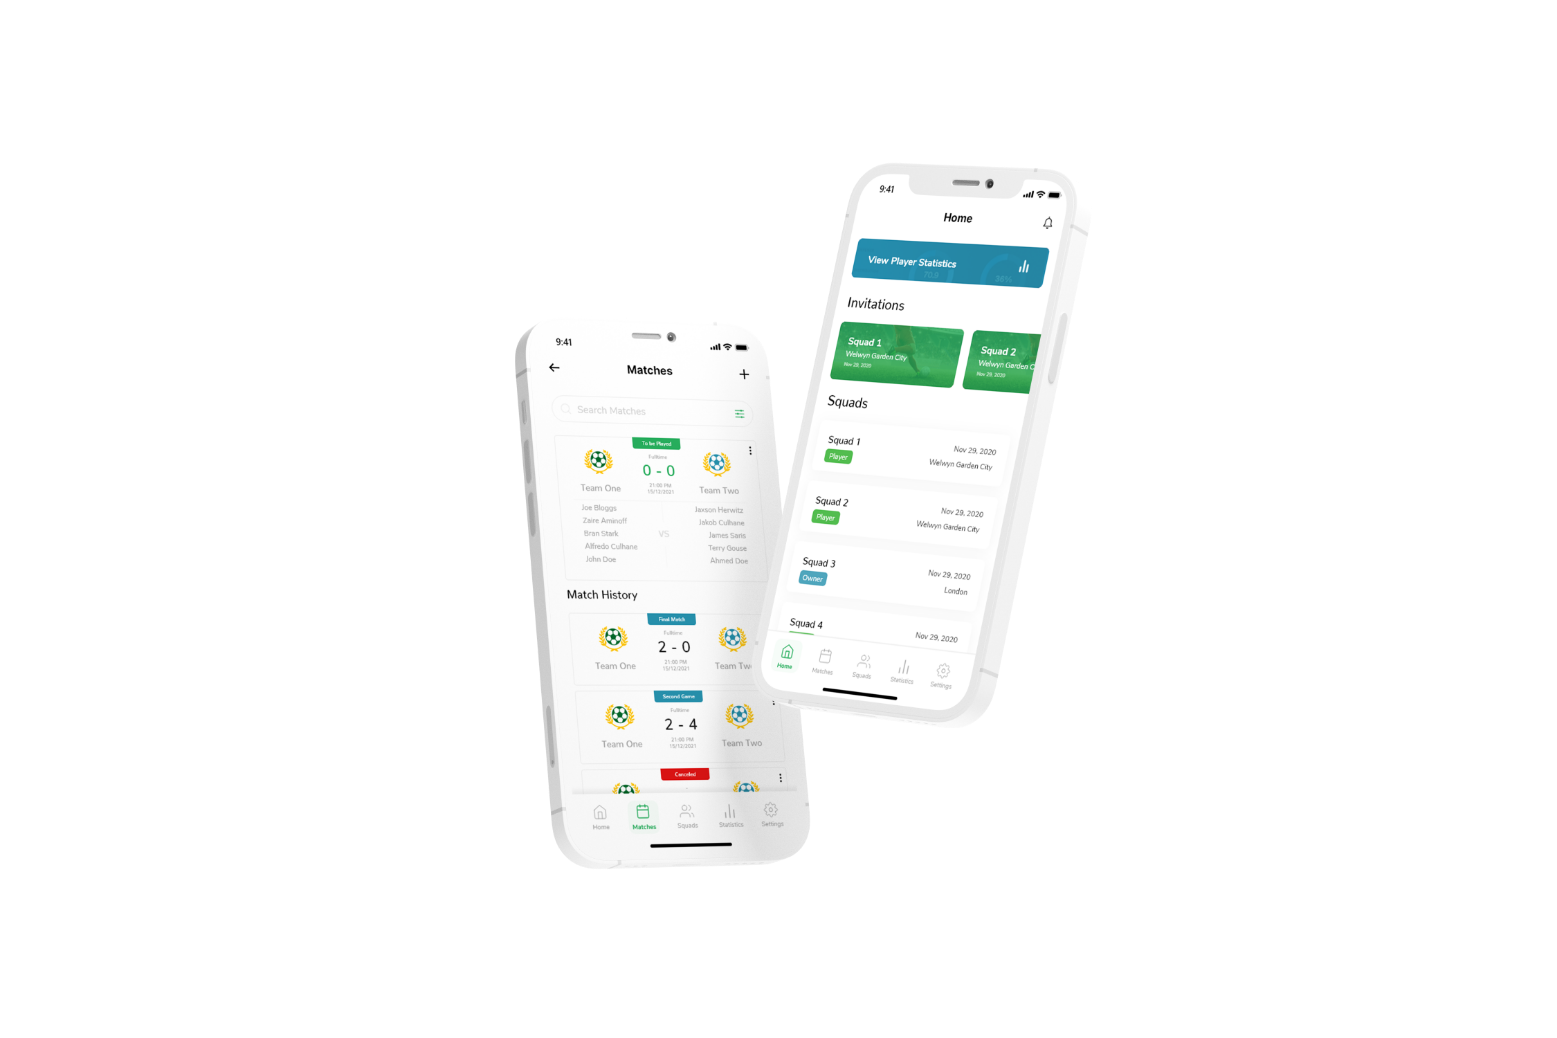 9:41
Matches
Search Matches
To be Played
Fulltime
0 - 0
21:00 PM
15/12/2021
Team One
Team Two
Joe Bloggs
Zaire Aminoff
Bran Stark
Alfredo Culhane
John Doe
VS
Jaxson Herwitz
Jakob Culhane
James Saris
Terry Gouse
Ahmed Doe
Match History
Final Match
Fulltime
2 - 0
21:00 PM
15/12/2021
Team One
Team Tw
Second Game
Fulltime
2 - 4
21:00 PM
15/12/2021
Team One
Team Two
Canceled
Home
Matches
Squads
Statistics
Settings
9:41
Home
View Player Statistics
Invitations
Squad 1
Welwyn Garden City
Nov 29, 2020
Squad 2
Welwyn Garden C
Nov 29, 2020
Squads
Squad 1
Player
Nov 29, 2020
Welwyn Garden City
Squad 2
Player
Nov 29, 2020
Welwyn Garden City
Squad 3
Owner
Nov 29, 2020
London
Squad 4
Nov 29, 2020
Home
Matches
Squads
Statistics
Settings